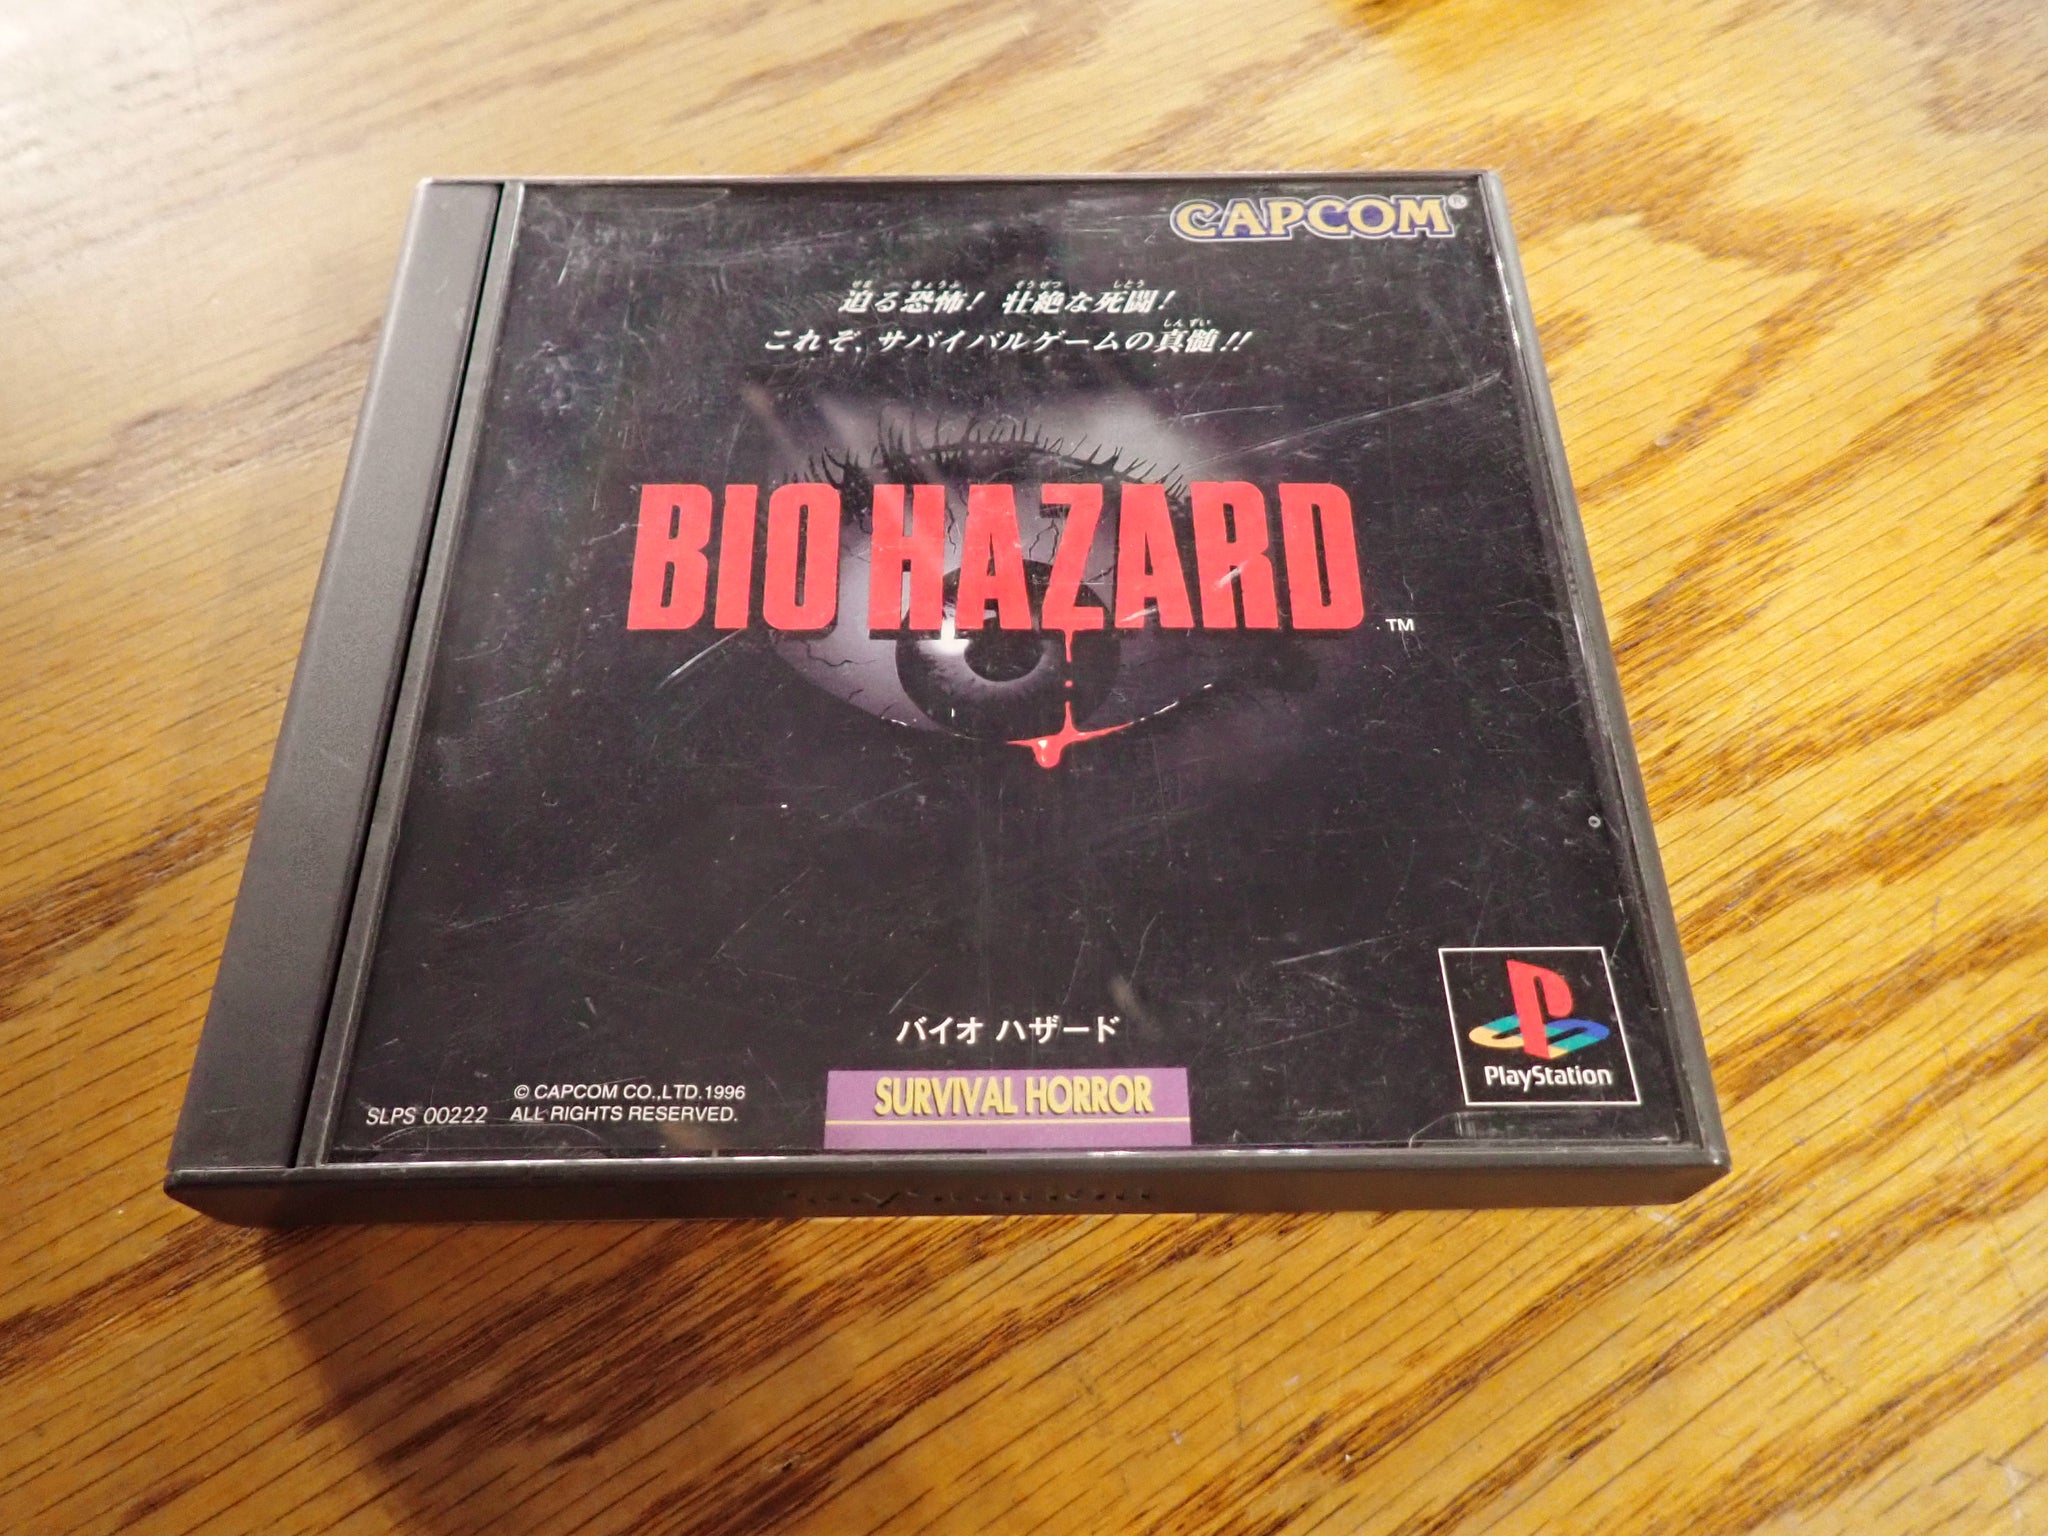 CAPCOM®
迫る恐怖! 壮絶な死闘!
これぞ、サバイバルゲームの真髄!!
BIO HAZARD ™
バイオ ハザード
SURVIVAL HORROR
SLPS 00222
© CAPCOM CO.,LTD.1996
ALL RIGHTS RESERVED.
PlayStation